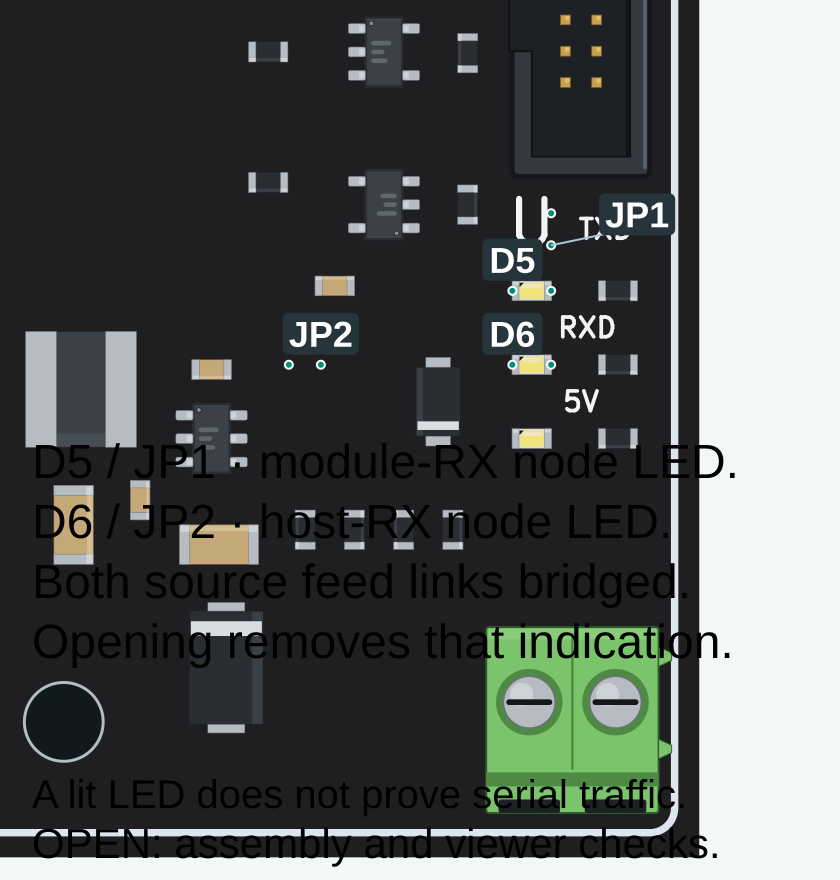 TXD
JP1
D5
JP2
D6
RXD
5V
D5 / JP1 · module-RX node LED.
D6 / JP2 · host-RX node LED.
Both source feed links bridged.
Opening removes that indication.
A lit LED does not prove serial traffic.
OPEN: assembly and viewer checks.